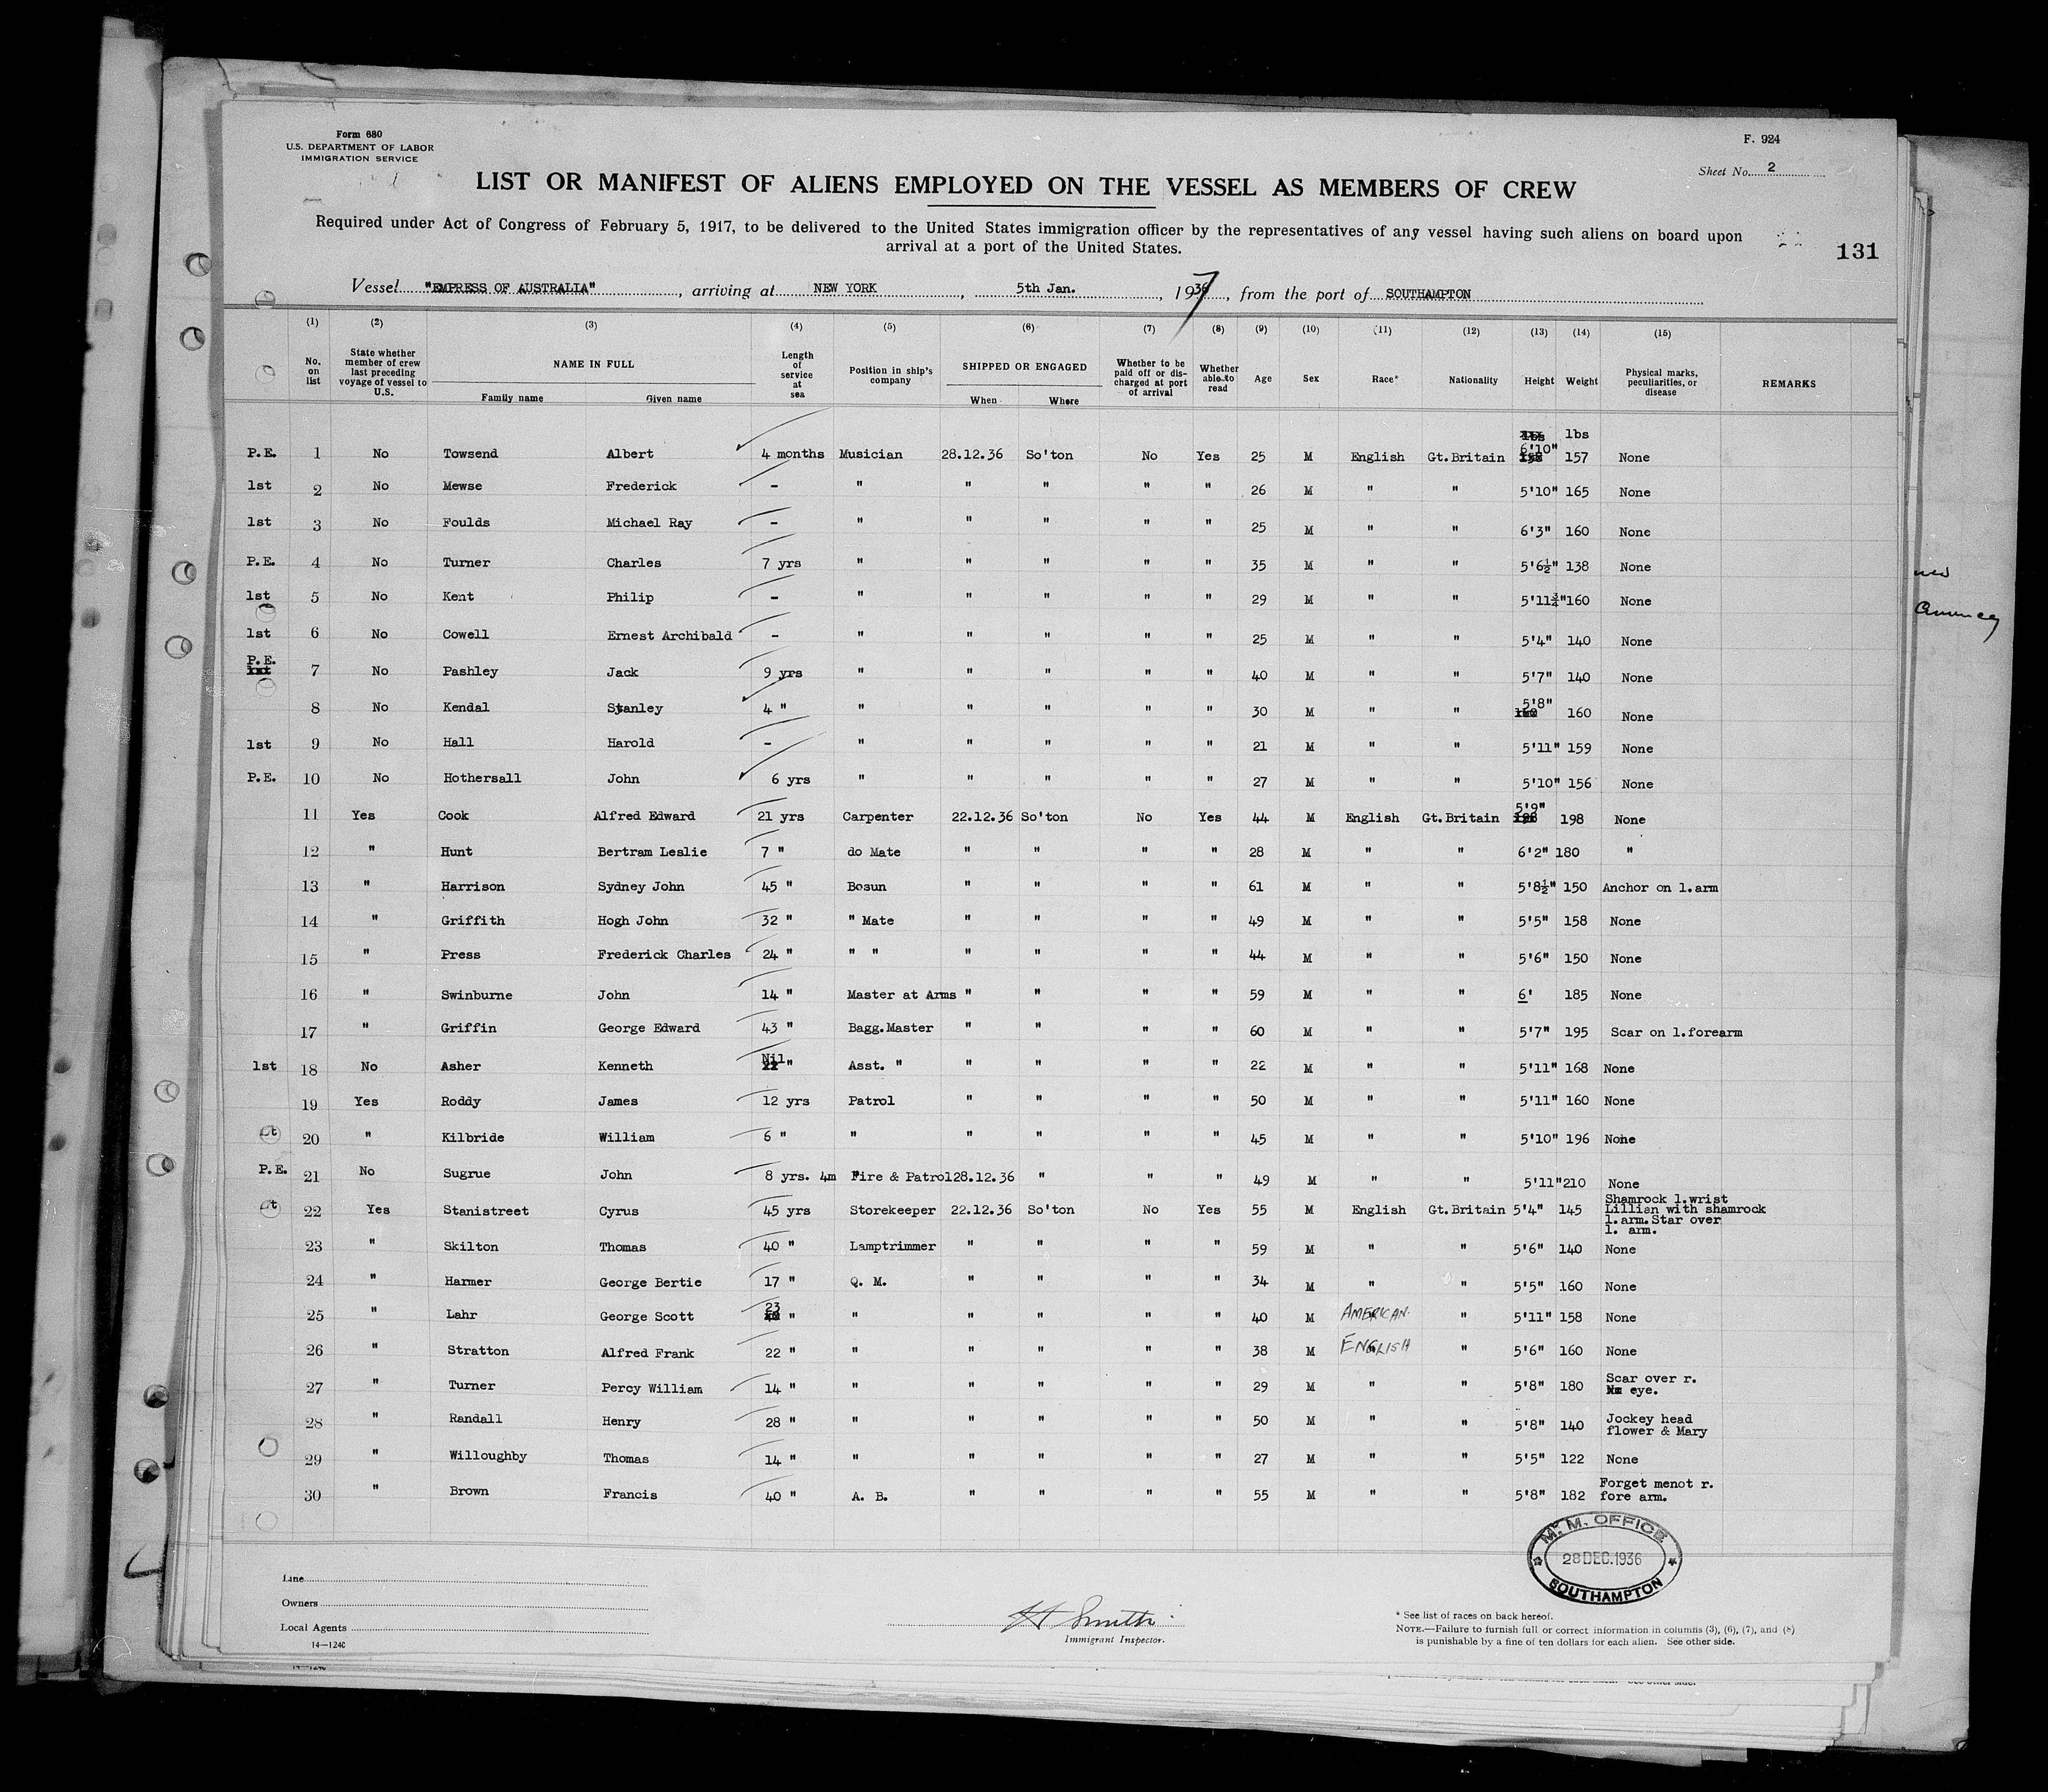 Form 680
U.S. DEPARTMENT OF LABOR
IMMIGRATION SERVICE
F. 924
Sheet No. 2
LIST OR MANIFEST OF ALIENS EMPLOYED ON THE VESSEL AS MEMBERS OF CREW
Required under Act of Congress of February 5, 1917, to be delivered to the United States immigration officer by the representatives of any vessel having such aliens on board upon
arrival at a port of the United States.
131
Vessel "EMPRESS OF AUSTRALIA", arriving at NEW YORK, 5th Jan., 1937, from the port of SOUTHAMPTON
(1) (2) (3) (4) (5) (6) (7) (8) (9) (10) (11) (12) (13) (14) (15)
No. on list State whether member of crew last preceding voyage of vessel to U.S. NAME IN FULL Family name Given name Length of service at sea Position in ship's company SHIPPED OR ENGAGED When Where Whether to be paid off or discharged at port of arrival Whether able to read Age Sex Race* Nationality Height Weight Physical marks, peculiarities, or disease REMARKS
lbs lbs
P.E. 1 No Towsend Albert 4 months Musician 28.12.36 So'ton No Yes 25 M English Gt.Britain 6'10" 157 None
1st 2 No Mewse Frederick - " " " " " 26 M " " 5'10" 165 None
1st 3 No Foulds Michael Ray - " " " " " 25 M " " 6'3" 160 None
P.E. 4 No Turner Charles 7 yrs " " " " " 35 M " " 5'6½" 138 None
1st 5 No Kent Philip - " " " " " 29 M " " 5'11¾" 160 None
1st 6 No Cowell Ernest Archibald - " " " " " 25 M " " 5'4" 140 None
P.E. 7 No Pashley Jack 9 yrs " " " " " 40 M " " 5'7" 140 None
8 No Kendal Stanley 4 " " " " " " 30 M " " 5'8" 160 None
1st 9 No Hall Harold - " " " " " 21 M " " 5'11" 159 None
P.E. 10 No Hothersall John 6 yrs " " " " " 27 M " " 5'10" 156 None
11 Yes Cook Alfred Edward 21 yrs Carpenter 22.12.36 So'ton No Yes 44 M English Gt.Britain 5'9" 198 None
12 " Hunt Bertram Leslie 7 " do Mate " " " " 28 M " " 6'2" 180 "
13 " Harrison Sydney John 45 " Bosun " " " " 61 M " " 5'8½" 150 Anchor on l.arm
14 " Griffith Hogh John 32 " " Mate " " " " 49 M " " 5'5" 158 None
15 " Press Frederick Charles 24 " " " " " " " 44 M " " 5'6" 150 None
16 " Swinburne John 14 " Master at Arms " " " " 59 M " " 6' 185 None
17 " Griffin George Edward 43 " Bagg.Master " " " " 60 M " " 5'7" 195 Scar on l.forearm
1st 18 No Asher Kenneth Nil " Asst. " " " " " 22 M " " 5'11" 168 None
19 Yes Roddy James 12 yrs Patrol " " " " 50 M " " 5'11" 160 None
20 " Kilbride William 6 " " " " " " 45 M " " 5'10" 196 None
P.E. 21 No Sugrue John 8 yrs. 4m Fire & Patrol 28.12.36 " " " 49 M " " 5'11" 210 None
22 Yes Stanistreet Cyrus 45 yrs Storekeeper 22.12.36 So'ton No Yes 55 M English Gt.Britain 5'4" 145 Shamrock l.wrist Lillian with shamrock l.arm.Star over l. arm.
23 " Skilton Thomas 40 " Lamptrimmer " " " " 59 M " " 5'6" 140 None
24 " Harmer George Bertie 17 " Q. M. " " " " 34 M " " 5'5" 160 None
25 " Lahr George Scott 23 " " " " " " 40 M AMERICAN. " 5'11" 158 None
26 " Stratton Alfred Frank 22 " " " " " " 38 M ENGLISH " 5'6" 160 None
27 " Turner Percy William 14 " " " " " " 29 M " " 5'8" 180 Scar over r. eye.
28 " Randall Henry 28 " " " " " " 50 M " " 5'8" 140 Jockey head flower & Mary
29 " Willoughby Thomas 14 " " " " " " 27 M " " 5'5" 122 None
30 " Brown Francis 40 " A. B. " " " " 55 M " " 5'8" 182 Forget menot r. fore arm.
M. M. OFFICE
28 DEC. 1936
SOUTHAMPTON
Line
Owners
Local Agents
14—1240
H Smith
Immigrant Inspector.
* See list of races on back hereof.
NOTE.—Failure to furnish full or correct information in columns (3), (6), (7), and (8)
is punishable by a fine of ten dollars for each alien. See other side.